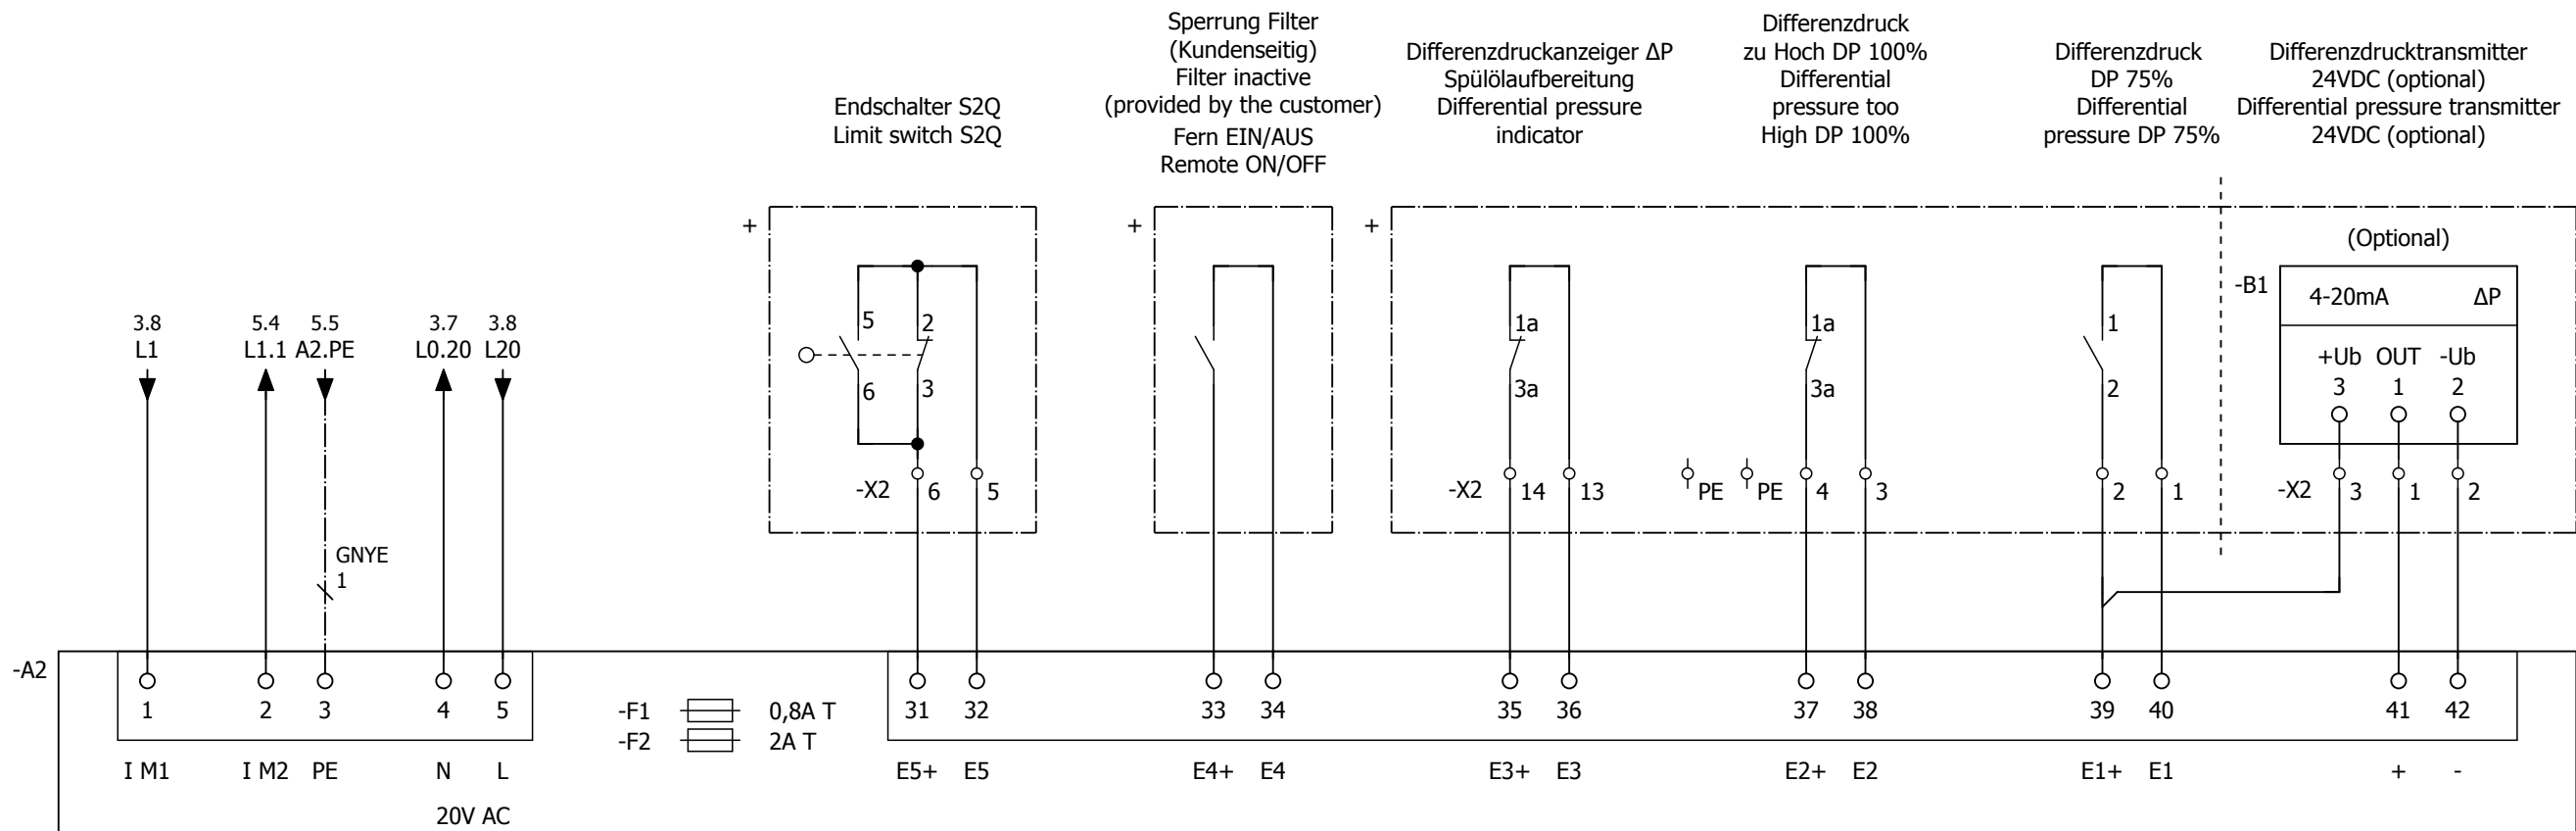 Endschalter S2Q
Limit switch S2Q
Sperrung Filter
(Kundenseitig)
Filter inactive
(provided by the customer)
Fern EIN/AUS
Remote ON/OFF
Differenzdruckanzeiger ΔP
Spülölaufbereitung
Differential pressure
indicator
Differenzdruck
zu Hoch DP 100%
Differential
pressure too
High DP 100%
Differenzdruck
DP 75%
Differential
pressure DP 75%
Differenzdrucktransmitter
24VDC (optional)
Differential pressure transmitter
24VDC (optional)
+ + +
(Optional)
-B1
4-20mA ΔP
+Ub OUT -Ub
3 1 2
3.8 5.4 5.5 3.7 3.8
L1 L1.1 A2.PE L0.20 L20
5 2 1a 1a 1
6 3 3a 3a 2
-X2 6 5 -X2 14 13 PE PE 4 3 2 1 -X2 3 1 2
GNYE
1
-A2
1 2 3 4 5 -F1 0,8A T 31 32 33 34 35 36 37 38 39 40 41 42
-F2 2A T
I M1 I M2 PE N L E5+ E5 E4+ E4 E3+ E3 E2+ E2 E1+ E1 + -
20V AC